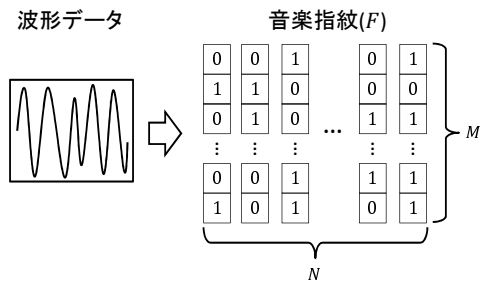 波形データ 音楽指紋(F)
0 0 1 0 1
1 1 0 0 0
0 1 0 … 1 1 M
⋮ ⋮ ⋮ ⋮ ⋮
0 0 1 1 1
1 0 1 0 1
N